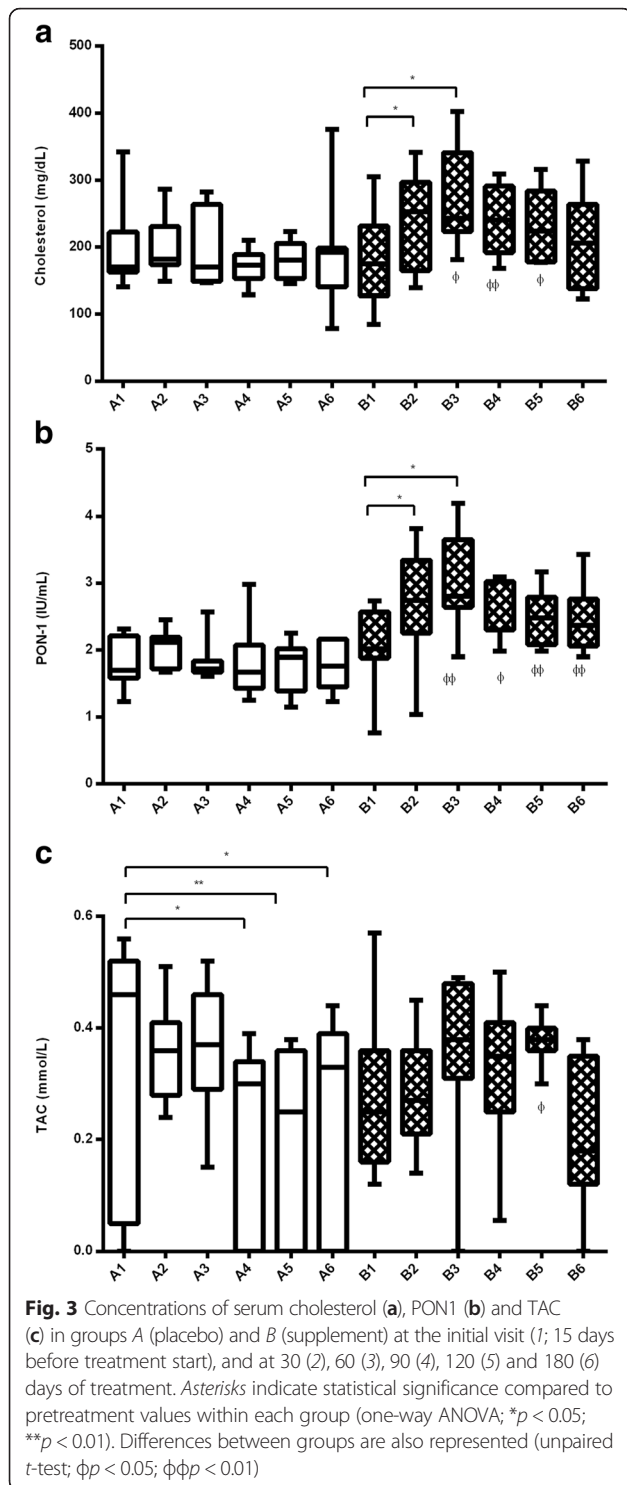 a
500
400
300
200
100
0
Cholesterol (mg/dL)
* *
ϕ ϕϕ ϕ
A1 A2 A3 A4 A5 A6 B1 B2 B3 B4 B5 B6
b
5
4
3
2
1
0
PON-1 (IU/mL)
* *
ϕϕ ϕ ϕϕ ϕϕ
A1 A2 A3 A4 A5 A6 B1 B2 B3 B4 B5 B6
c
0.6
0.4
0.2
0.0
TAC (mmol/L)
* ** *
ϕ
A1 A2 A3 A4 A5 A6 B1 B2 B3 B4 B5 B6
Fig. 3 Concentrations of serum cholesterol (a), PON1 (b) and TAC
(c) in groups A (placebo) and B (supplement) at the initial visit (1; 15 days
before treatment start), and at 30 (2), 60 (3), 90 (4), 120 (5) and 180 (6)
days of treatment. Asterisks indicate statistical significance compared to
pretreatment values within each group (one-way ANOVA; *p < 0.05;
**p < 0.01). Differences between groups are also represented (unpaired
t-test; ϕp < 0.05; ϕϕp < 0.01)